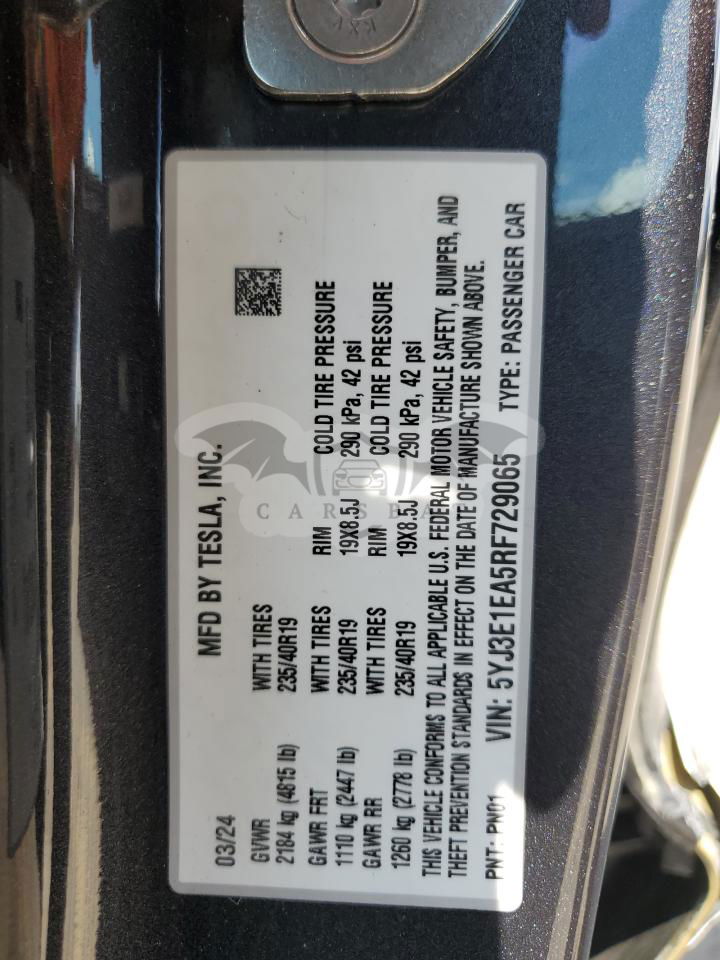 MFD BY TESLA, INC.
03/24
GVWR WITH TIRES
2184 kg (4815 lb) 235/40R19
GAWR FRT WITH TIRES RIM COLD TIRE PRESSURE
1110 kg (2447 lb) 235/40R19 19X8.5J 290 kPa, 42 psi
GAWR RR WITH TIRES RIM COLD TIRE PRESSURE
1260 kg (2778 lb) 235/40R19 19X8.5J 290 kPa, 42 psi
THIS VEHICLE CONFORMS TO ALL APPLICABLE U.S. FEDERAL MOTOR VEHICLE SAFETY, BUMPER, AND
THEFT PREVENTION STANDARDS IN EFFECT ON THE DATE OF MANUFACTURE SHOWN ABOVE.
PNT: PN01 VIN: 5YJ3E1EA5RF729065 TYPE: PASSENGER CAR
KXV